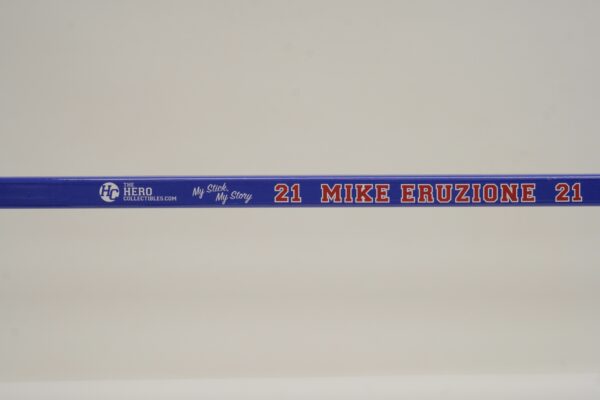 HC
THE
HERO
COLLECTIBLES.COM
My Stick,
My Story
21 MIKE ERUZIONE 21